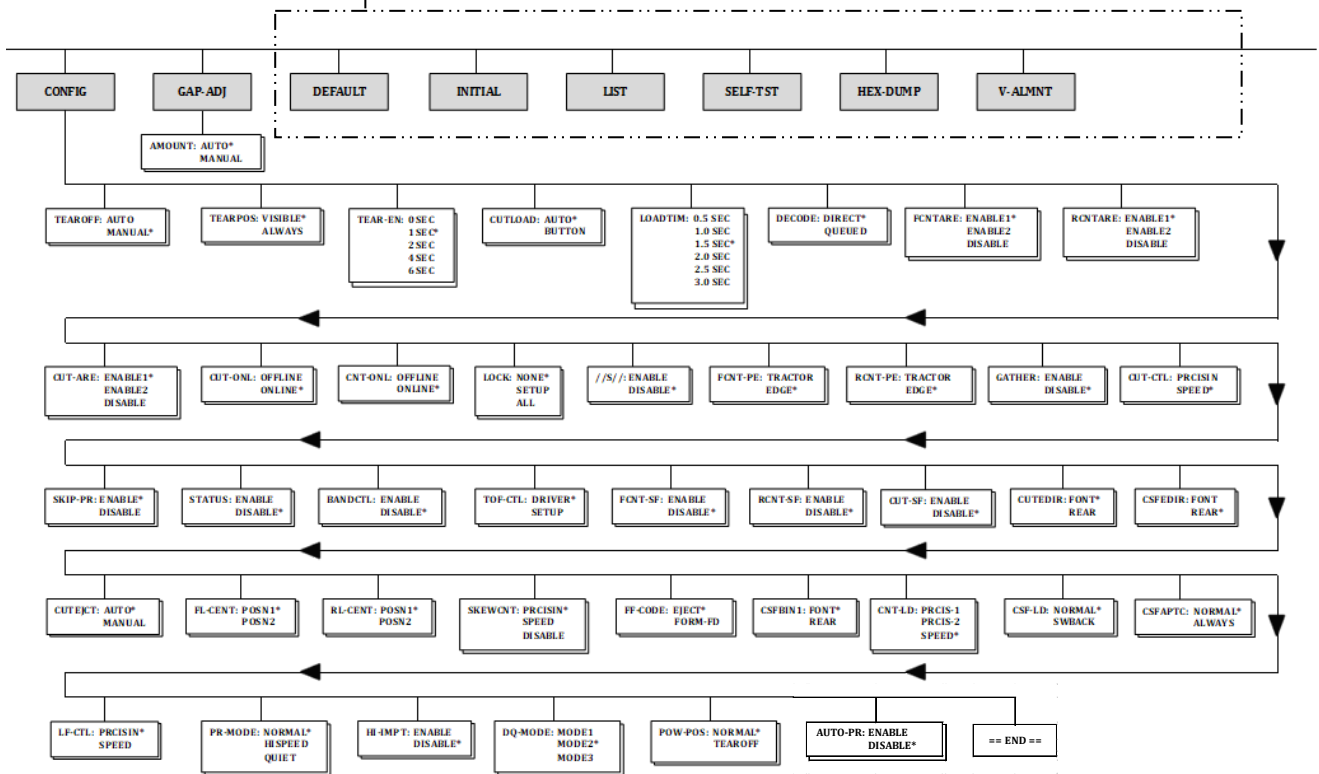 CONFIG
GAP-ADJ
DEFAULT
INITIAL
LIST
SELF-TST
HEX-DUMP
V-ALMNT
AMOUNT: AUTO*
MANUAL
TEAROFF: AUTO
MANUAL*
TEARPOS: VISIBLE*
ALWAYS
TEAR-EN: 0 SEC
1 SEC*
2 SEC
4 SEC
6 SEC
CUTLOAD: AUTO*
BUTTON
LOADTIM: 0.5 SEC
1.0 SEC
1.5 SEC*
2.0 SEC
2.5 SEC
3.0 SEC
DECODE: DIRECT*
QUEUED
FCNTARE: ENABLE1*
ENABLE2
DISABLE
RCNTARE: ENABLE1*
ENABLE2
DISABLE
CUT-ARE: ENABLE1*
ENABLE2
DISABLE
CUT-ONL: OFFLINE
ONLINE*
CNT-ONL: OFFLINE
ONLINE*
LOCK: NONE*
SETUP
ALL
//S//: ENABLE
DISABLE*
FCNT-PE: TRACTOR
EDGE*
RCNT-PE: TRACTOR
EDGE*
GATHER: ENABLE
DISABLE*
CUT-CTL: PRCISIN
SPEED*
SKIP-PR: ENABLE*
DISABLE
STATUS: ENABLE
DISABLE*
BANDCTL: ENABLE
DISABLE*
TOF-CTL: DRIVER*
SETUP
FCNT-SF: ENABLE
DISABLE*
RCNT-SF: ENABLE
DISABLE*
CUT-SF: ENABLE
DISABLE*
CUTEDIR: FONT*
REAR
CSFEDIR: FONT
REAR*
CUTEJCT: AUTO*
MANUAL
FL-CENT: POSN1*
POSN2
RL-CENT: POSN1*
POSN2
SKEWCNT: PRCISIN*
SPEED
DISABLE
FF-CODE: EJECT*
FORM-FD
CSFBIN1: FONT*
REAR
CNT-LD: PRCIS-1
PRCIS-2
SPEED*
CSF-LD: NORMAL*
SWBACK
CSFAPTC: NORMAL*
ALWAYS
LF-CTL: PRCISIN*
SPEED
PR-MODE: NORMAL*
HISPEED
QUIET
HI-IMPT: ENABLE
DISABLE*
DQ-MODE: MODE1
MODE2*
MODE3
POW-POS: NORMAL*
TEAROFF
AUTO-PR: ENABLE
DISABLE*
== END ==